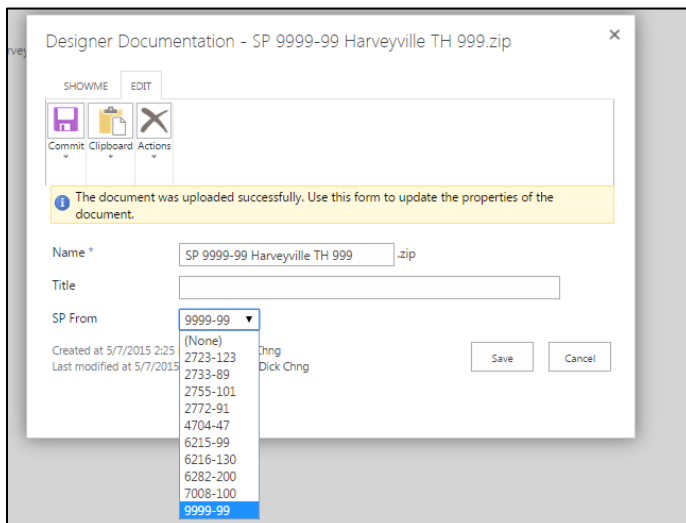 Designer Documentation - SP 9999-99 Harveyville TH 999.zip
SHOWME EDIT
Commit Clipboard Actions
The document was uploaded successfully. Use this form to update the properties of the
document.
Name * SP 9999-99 Harveyville TH 999 .zip
Title
SP From 9999-99
(None)
Created at 5/7/2015 2:25 Chng
2723-123
Last modified at 5/7/2015 Dick Chng
2733-89
2755-101
2772-91
4704-47
6215-99
6216-130
6282-200
7008-100
9999-99
Save Cancel